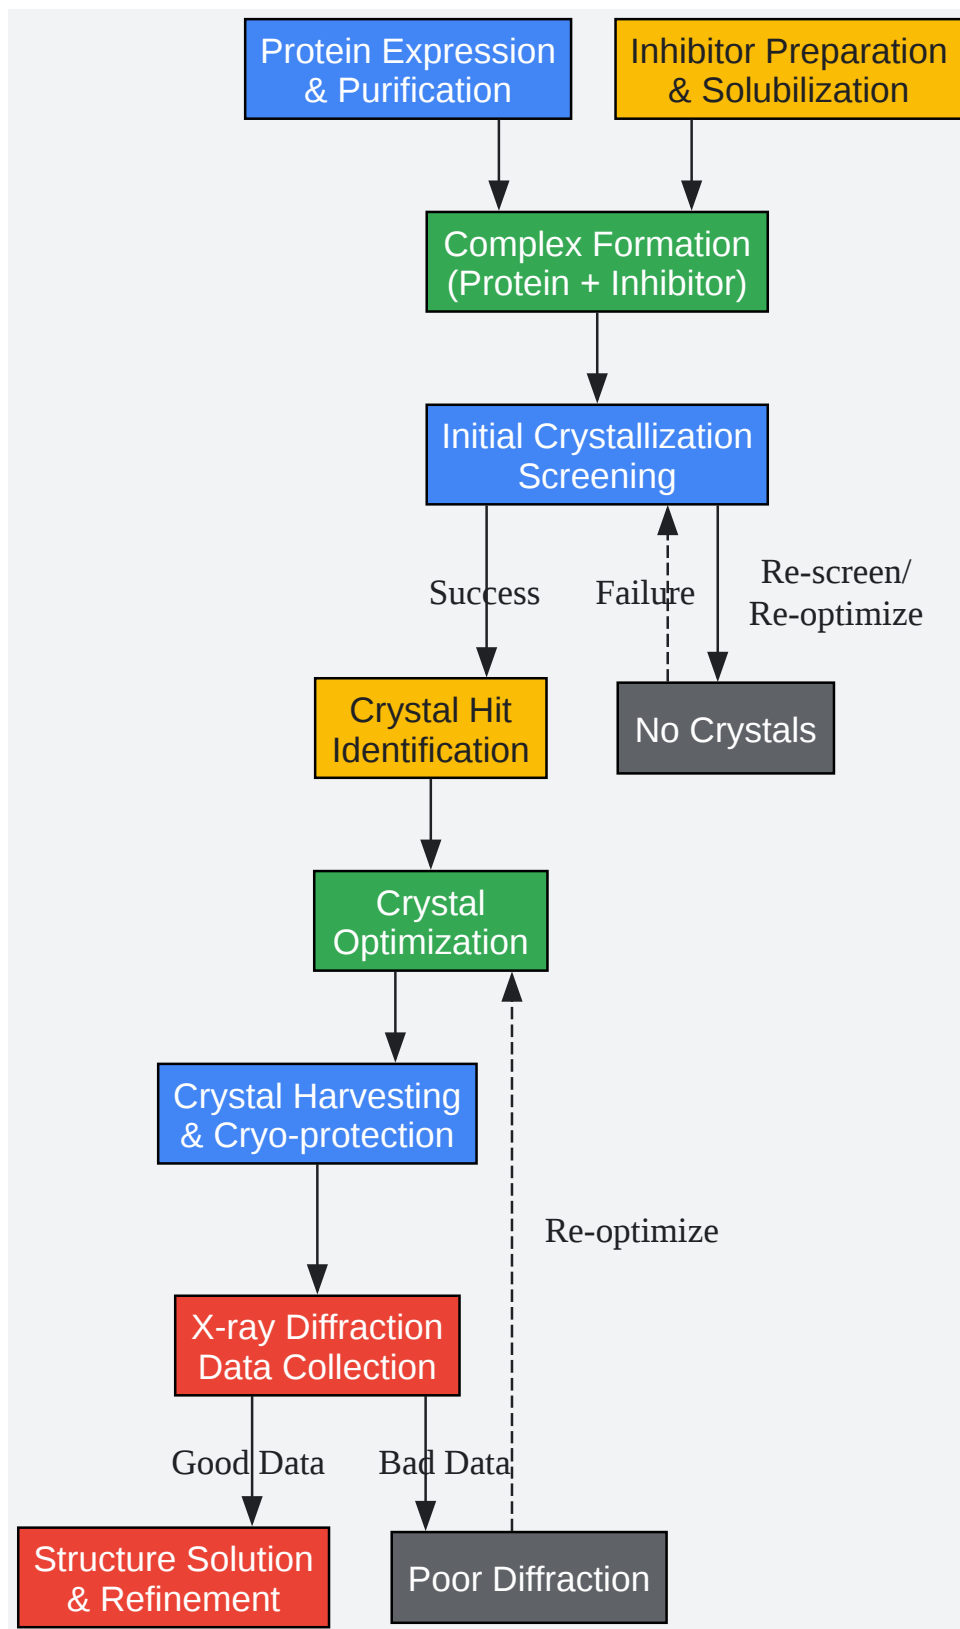 Protein Expression
& Purification
Inhibitor Preparation
& Solubilization
Complex Formation
(Protein + Inhibitor)
Initial Crystallization
Screening
Success
Failure
Re-screen/
Re-optimize
Crystal Hit
Identification
No Crystals
Crystal
Optimization
Crystal Harvesting
& Cryo-protection
Re-optimize
X-ray Diffraction
Data Collection
Good Data
Bad Data
Structure Solution
& Refinement
Poor Diffraction